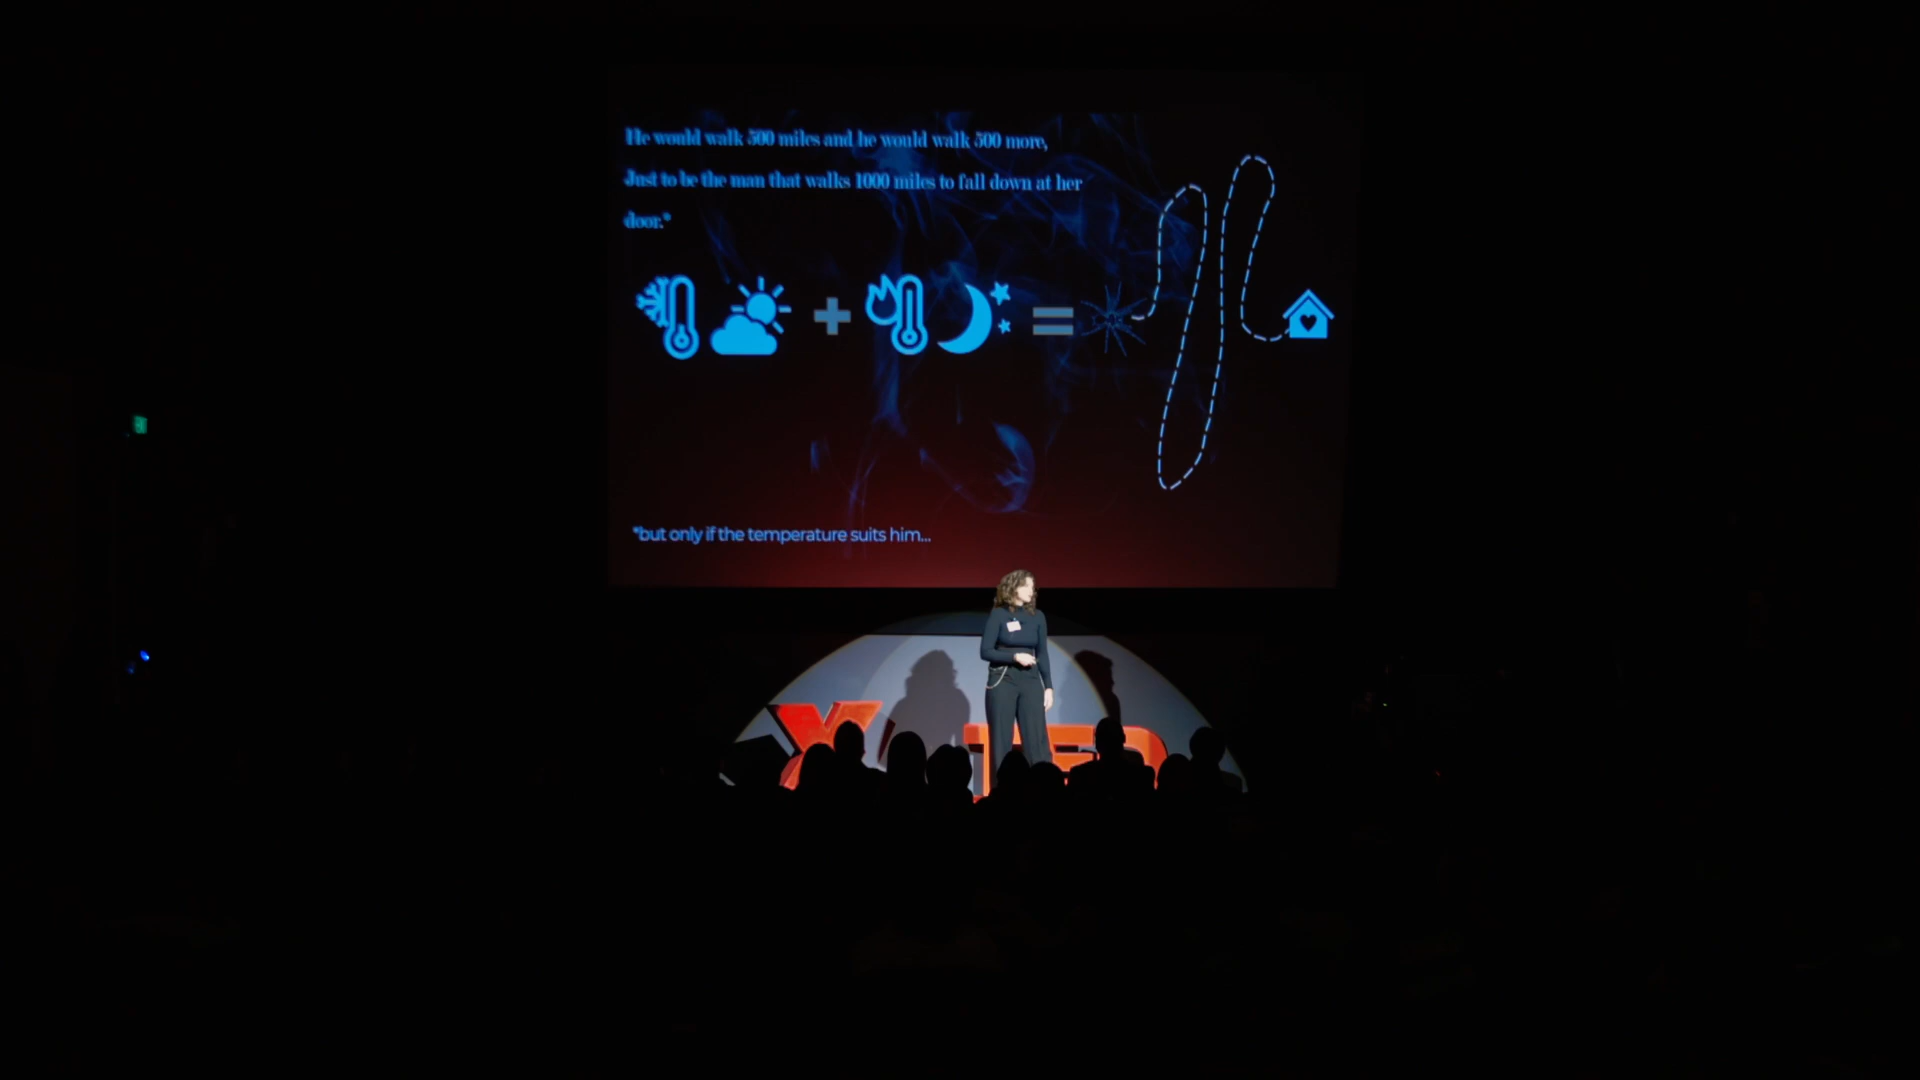 He would walk 500 miles and he would walk 500 more,
Just to be the man that walks 1000 miles to fall down at her
door.*
*but only if the temperature suits him...
X TED